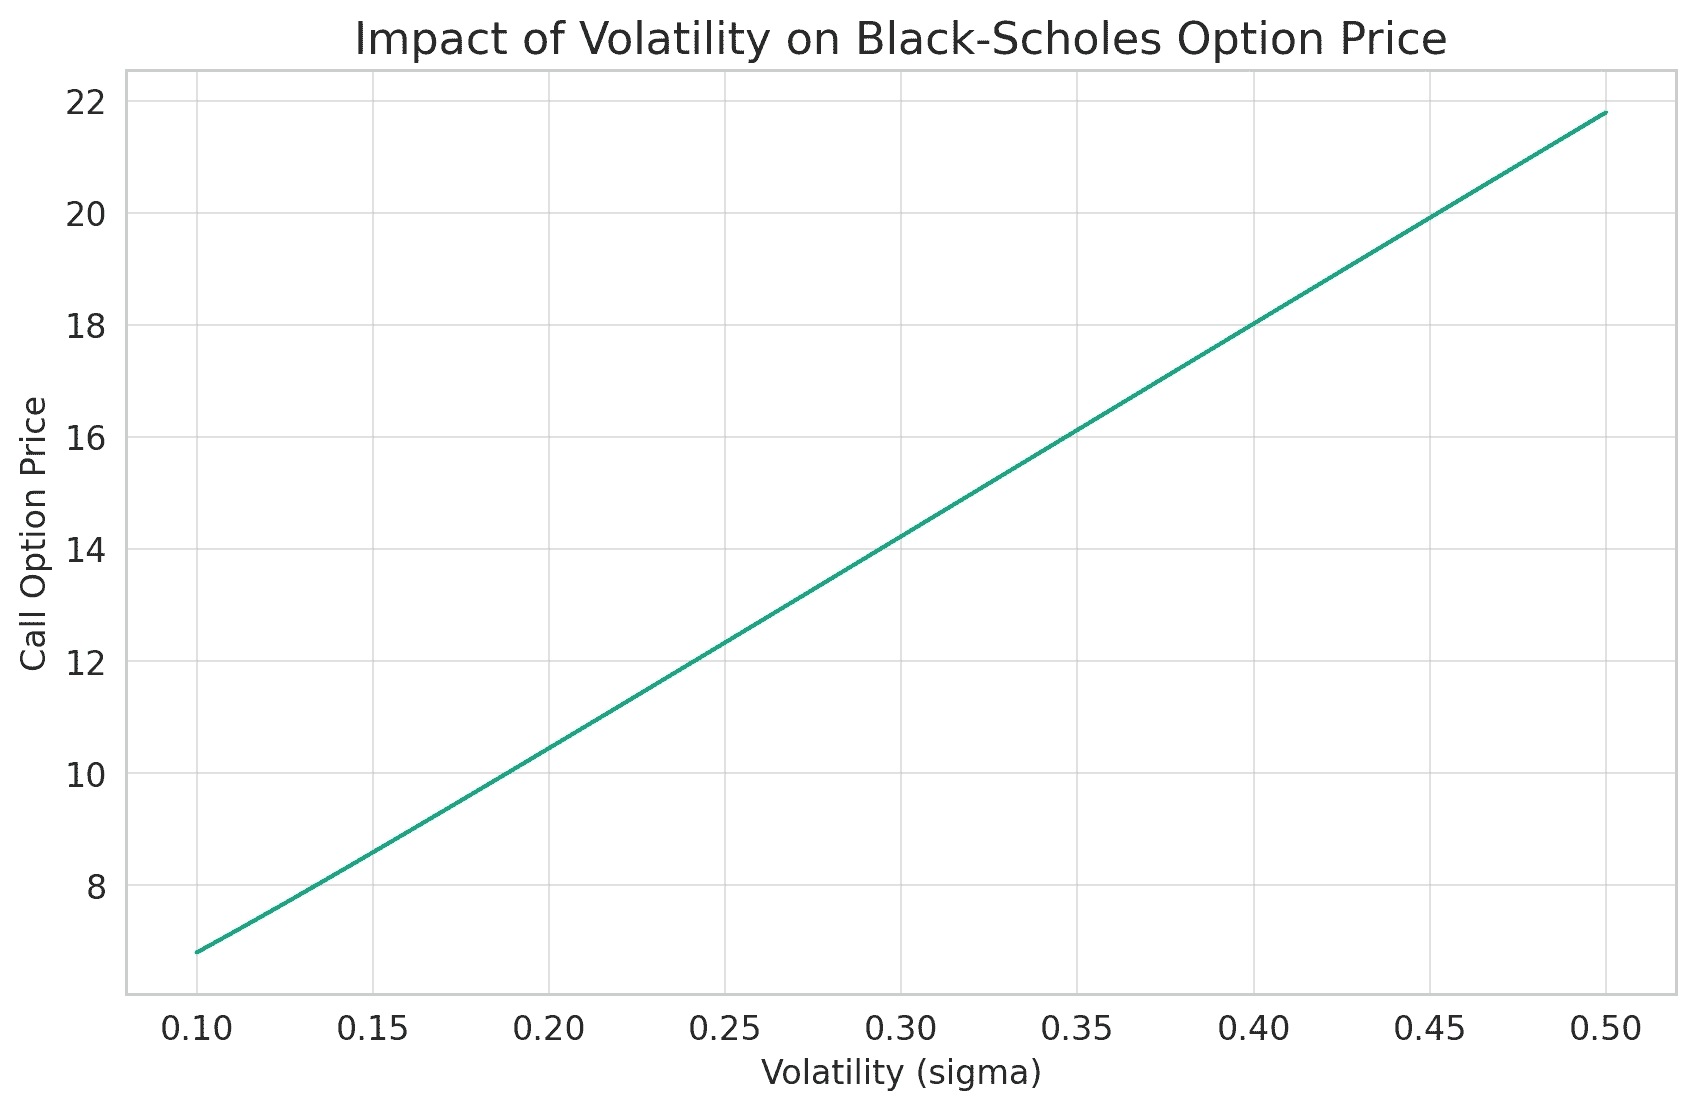 Impact of Volatility on Black-Scholes Option Price
Call Option Price
22
20
18
16
14
12
10
8
0.10 0.15 0.20 0.25 0.30 0.35 0.40 0.45 0.50
Volatility (sigma)